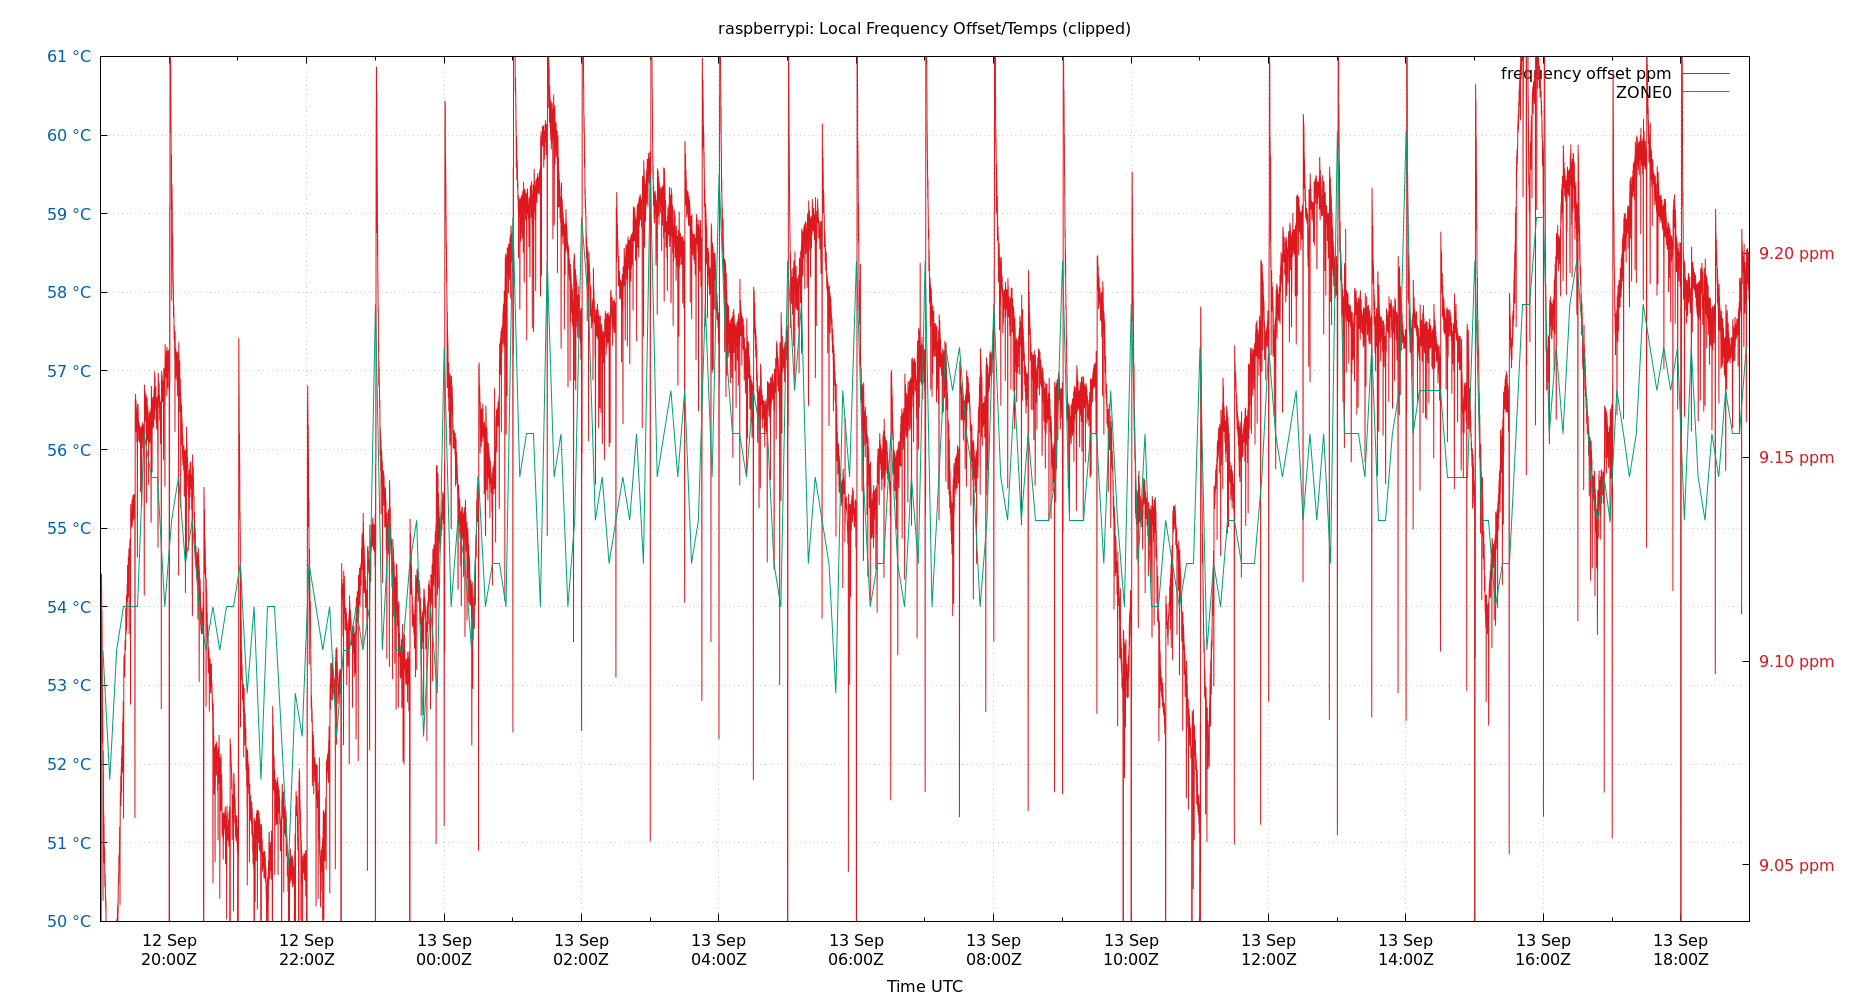 raspberrypi: Local Frequency Offset/Temps (clipped)
61 °C
60 °C
59 °C
58 °C
57 °C
56 °C
55 °C
54 °C
53 °C
52 °C
51 °C
50 °C
frequency offset ppm
ZONE0
9.20 ppm
9.15 ppm
9.10 ppm
9.05 ppm
12 Sep 12 Sep 13 Sep 13 Sep 13 Sep 13 Sep 13 Sep 13 Sep 13 Sep 13 Sep 13 Sep 13 Sep
20:00Z 22:00Z 00:00Z 02:00Z 04:00Z 06:00Z 08:00Z 10:00Z 12:00Z 14:00Z 16:00Z 18:00Z
Time UTC